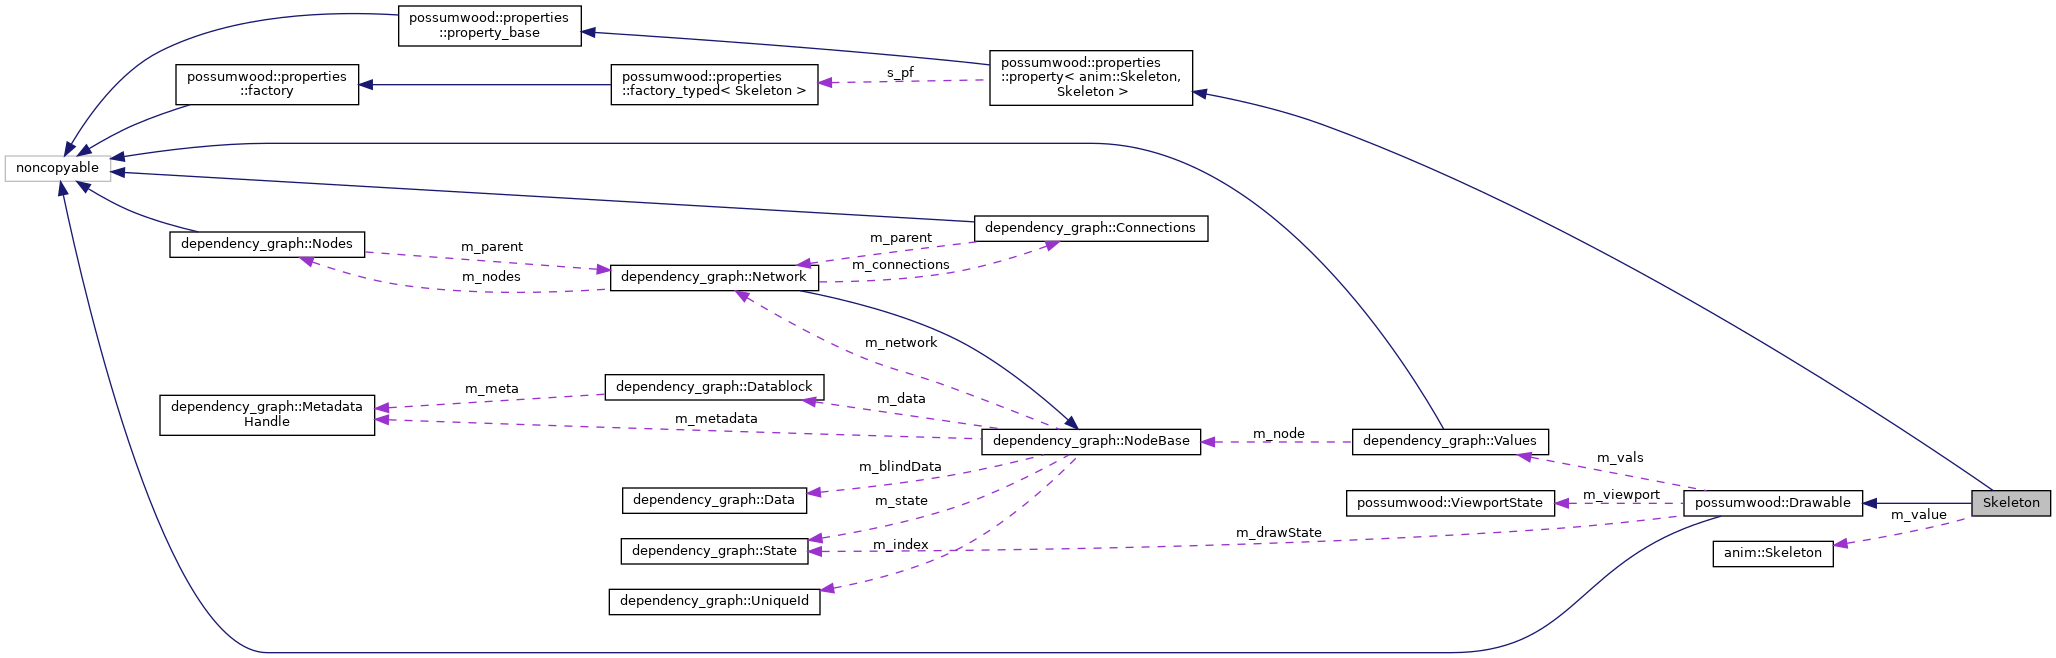 possumwood::properties
::property_base
possumwood::properties
::property< anim::Skeleton,
Skeleton >
possumwood::properties
::factory
possumwood::properties
::factory_typed< Skeleton >
s_pf
noncopyable
dependency_graph::Connections
dependency_graph::Nodes
m_parent
m_parent
m_connections
m_nodes
dependency_graph::Network
m_network
dependency_graph::Datablock
m_meta
dependency_graph::Metadata
Handle
m_data
m_metadata
dependency_graph::NodeBase
m_node
dependency_graph::Values
m_vals
m_blindData
dependency_graph::Data
m_state
possumwood::ViewportState
m_viewport
possumwood::Drawable
Skeleton
m_value
m_drawState
dependency_graph::State
m_index
anim::Skeleton
dependency_graph::UniqueId